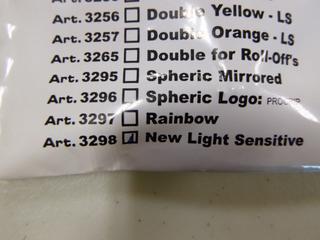 Art. 3256 ☐ Double Yellow - LS
Art. 3257 ☐ Double Orange - LS
Art. 3265 ☐ Double for Roll-Off's
Art. 3295 ☐ Spheric Mirrored
Art. 3296 ☐ Spheric Logo:
Art. 3297 ☐ Rainbow
Art. 3298 ☑ New Light Sensitive